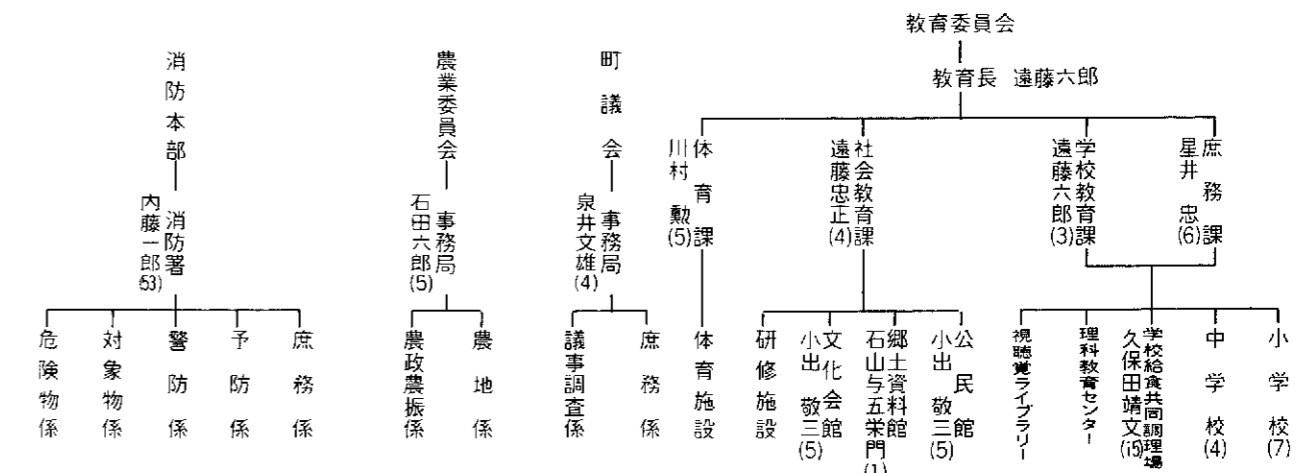 教育委員会
教育長 遠藤六郎
庶務課
星井忠(6)
学校教育課
遠藤六郎(3)
社会教育課
遠藤忠正(4)
体育課
川村勲(5)
小学校(7)
中学校(4)
学校給食共同調理場
久保田靖文(15)
理科教育センター
視聴覚ライブラリー
公民館
小出敬三(5)
郷土資料館
石山与五栄門(1)
文化会館
小出敬三(5)
研修施設
体育施設
町議会
事務局
泉井文雄(4)
庶務係
議事調査係
農業委員会
事務局
石田六郎(5)
農地係
農政農振係
消防本部
消防署
内藤一郎(53)
庶務係
予防係
警防係
対象物係
危険物係